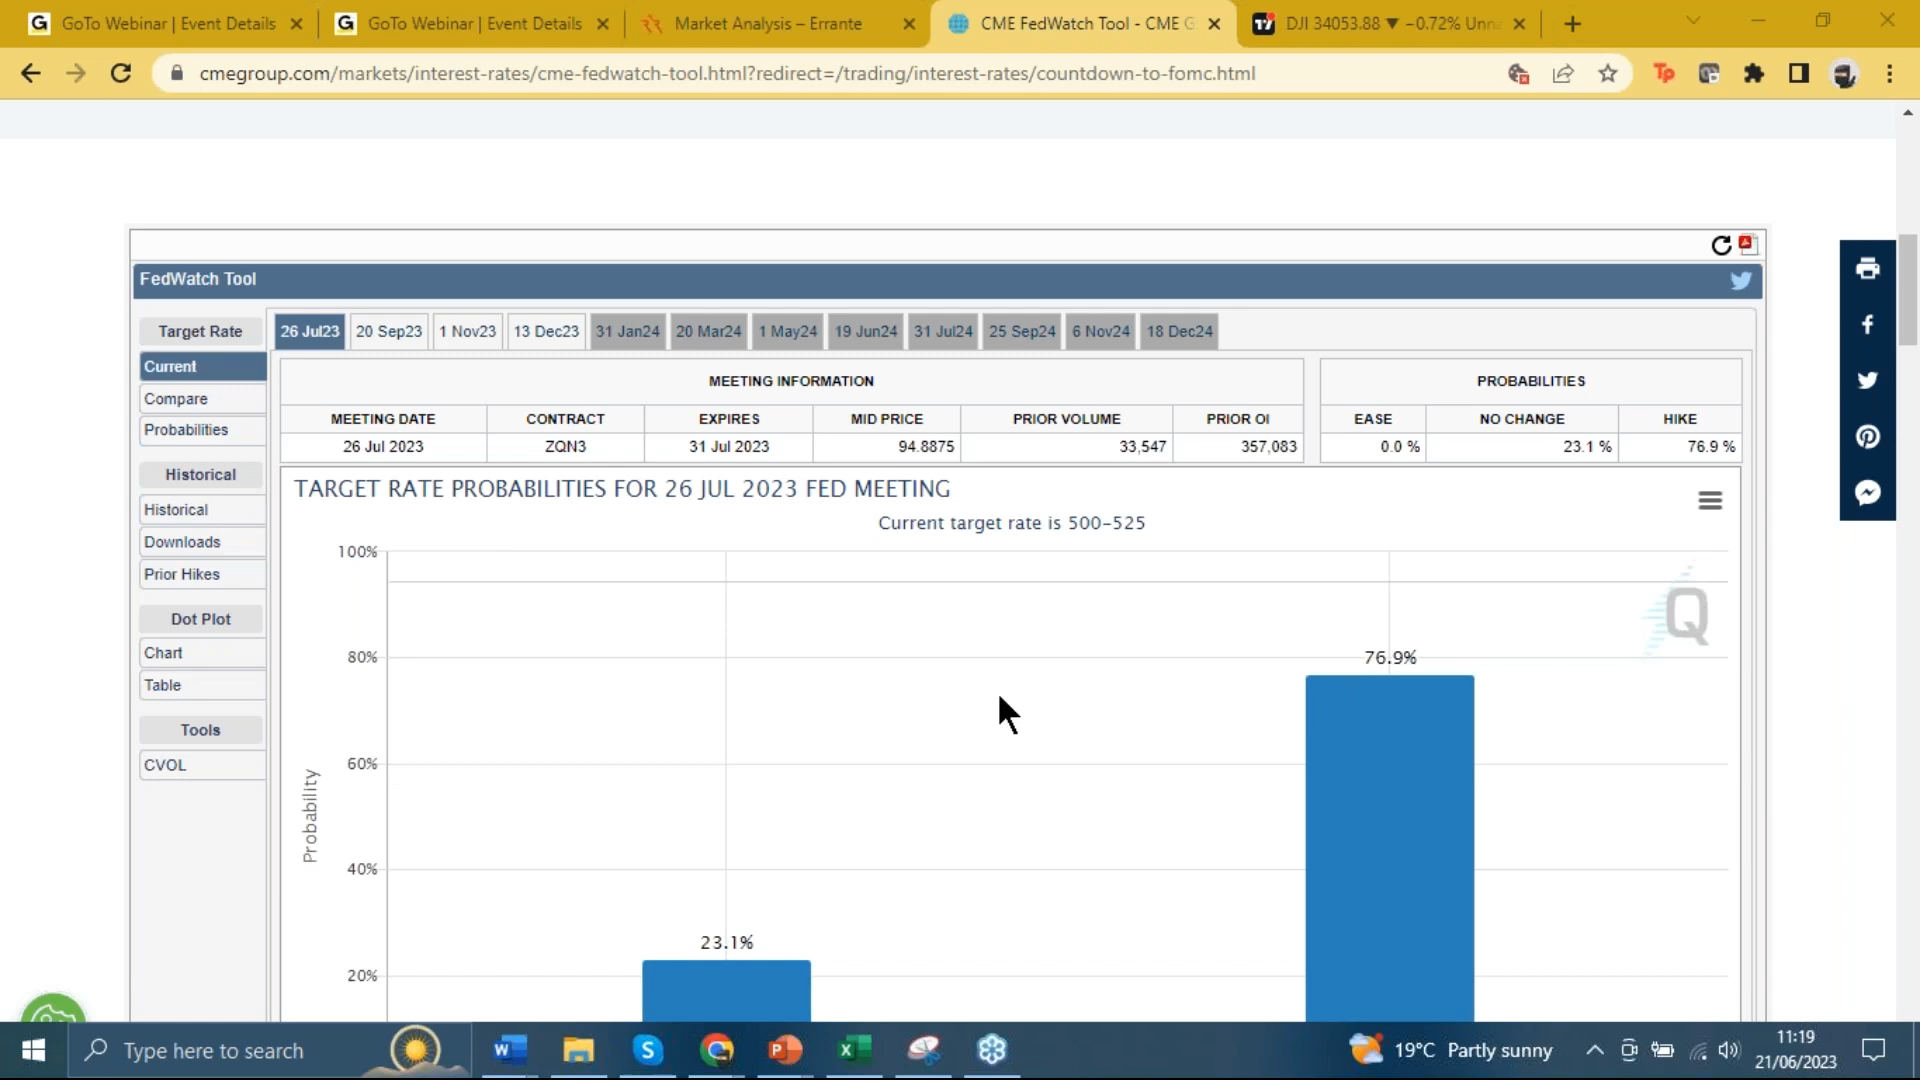 GoTo Webinar | Event Details
GoTo Webinar | Event Details
Market Analysis – Errante
CME FedWatch Tool - CME G
DJI 34053.88 ▼ −0.72% Unna
cmegroup.com/markets/interest-rates/cme-fedwatch-tool.html?redirect=/trading/interest-rates/countdown-to-fomc.html
FedWatch Tool
Target Rate
Current
Compare
Probabilities
Historical
Historical
Downloads
Prior Hikes
Dot Plot
Chart
Table
Tools
CVOL
26 Jul23 20 Sep23 1 Nov23 13 Dec23 31 Jan24 20 Mar24 1 May24 19 Jun24 31 Jul24 25 Sep24 6 Nov24 18 Dec24
MEETING INFORMATION
MEETING DATE CONTRACT EXPIRES MID PRICE PRIOR VOLUME PRIOR OI
26 Jul 2023 ZQN3 31 Jul 2023 94.8875 33,547 357,083
PROBABILITIES
EASE NO CHANGE HIKE
0.0 % 23.1 % 76.9 %
TARGET RATE PROBABILITIES FOR 26 JUL 2023 FED MEETING
Current target rate is 500–525
100%
80%
60%
40%
20%
Probability
23.1%
76.9%
Q
Type here to search
19°C Partly sunny
11:19
21/06/2023